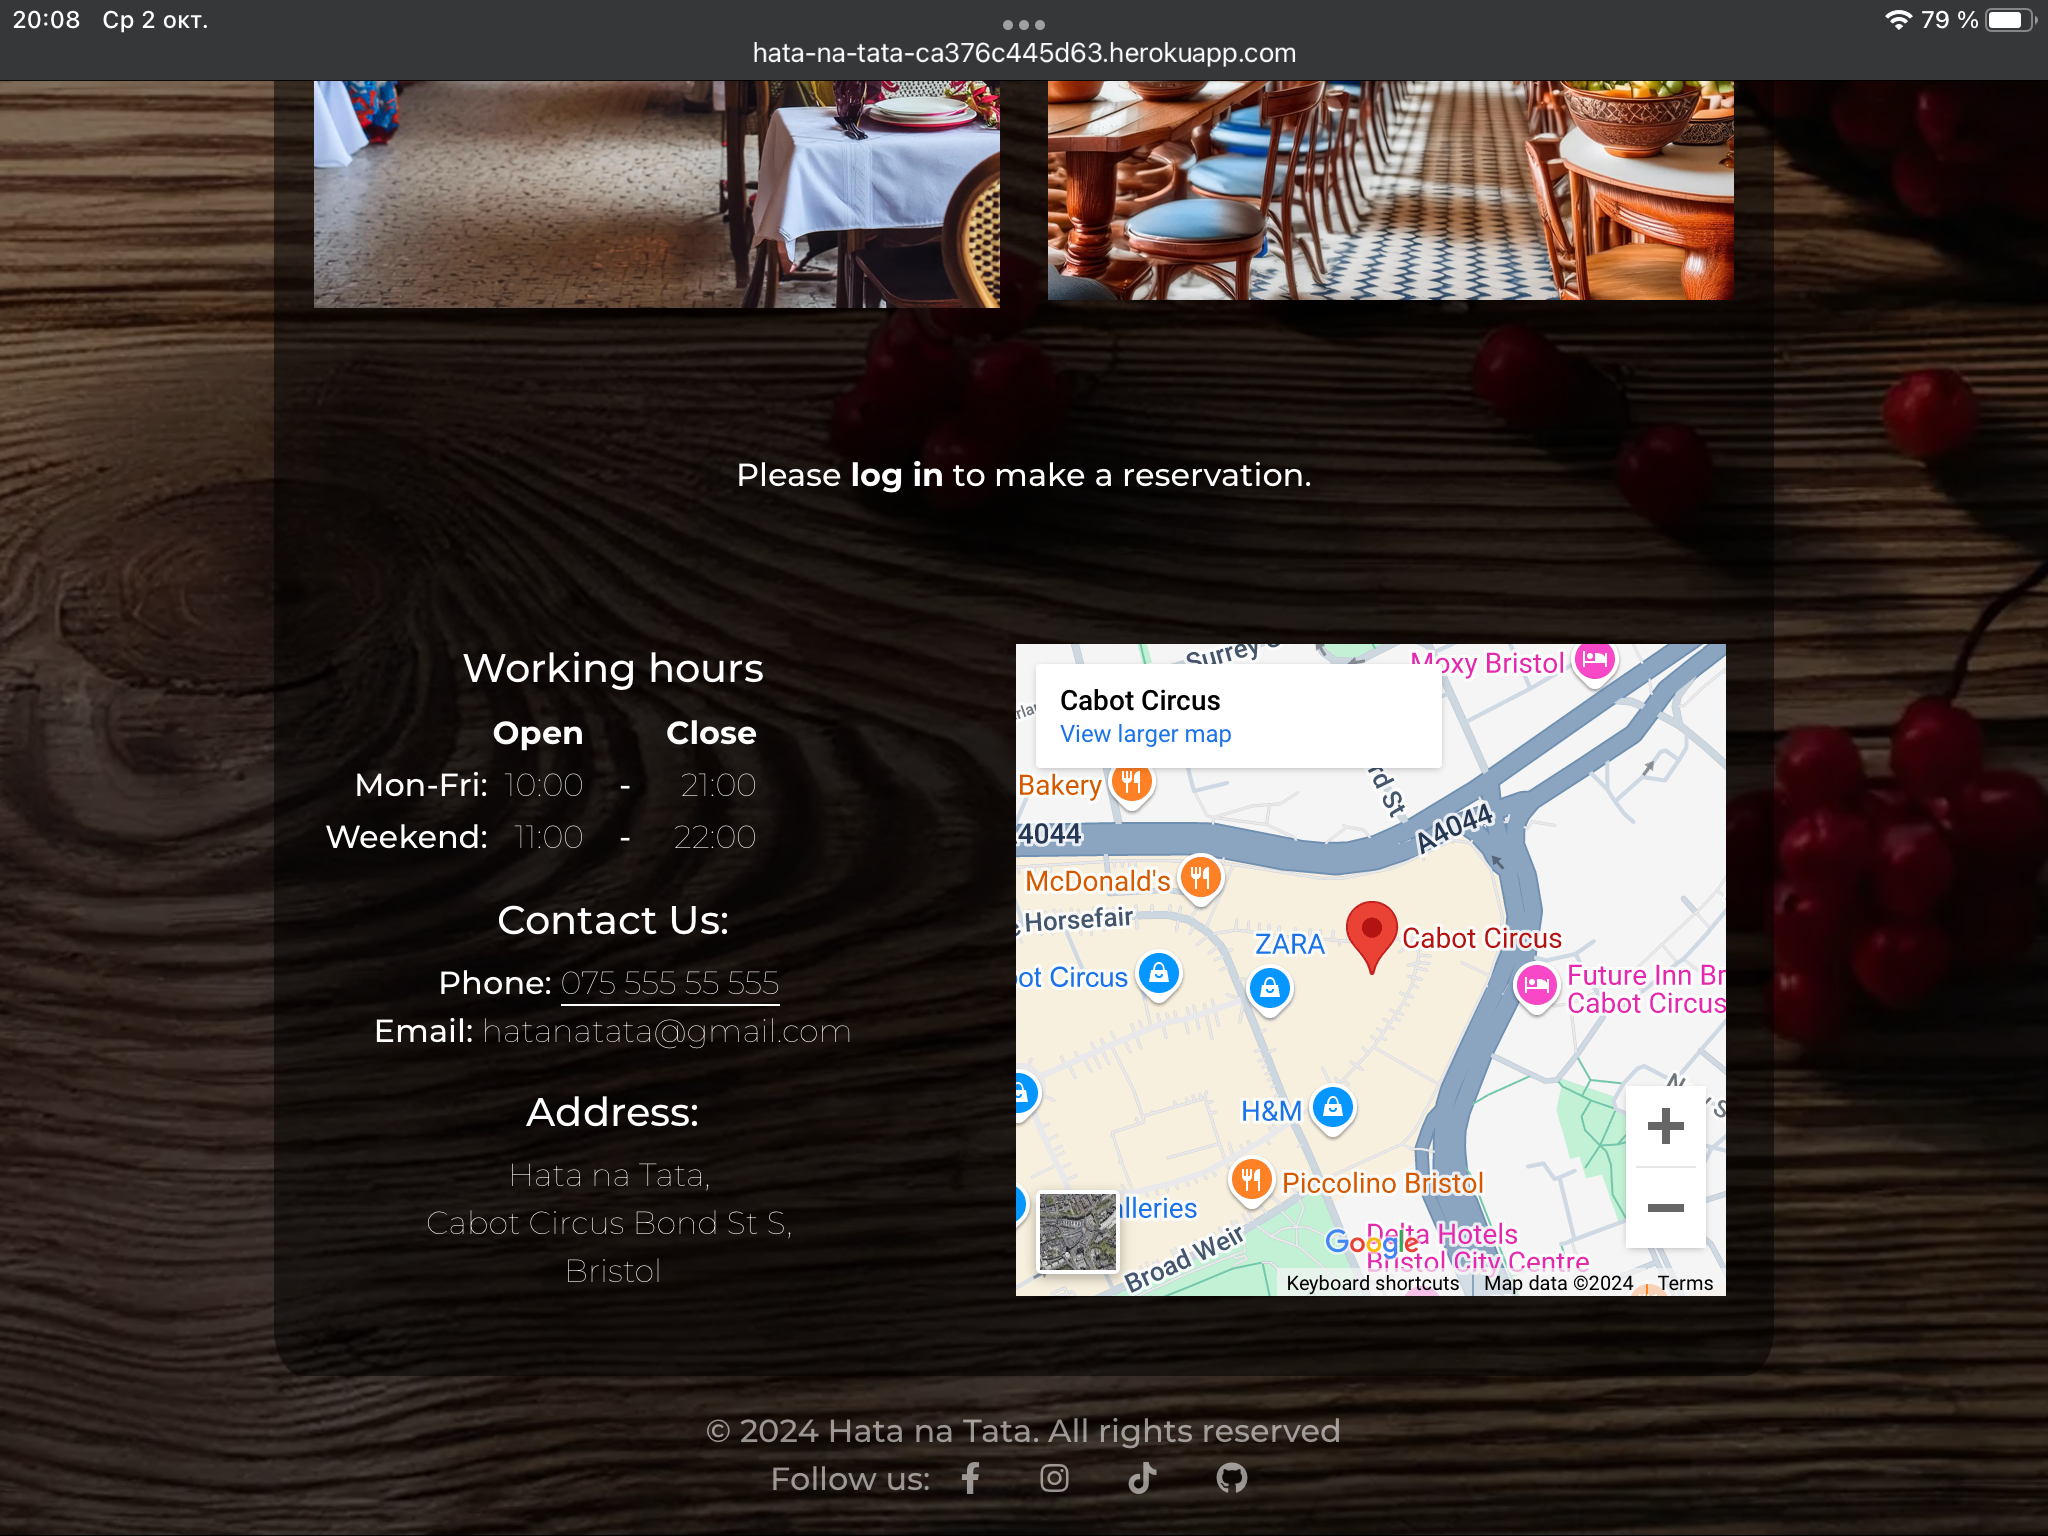 20:08 Ср 2 окт.
79 %
hata-na-tata-ca376c445d63.herokuapp.com
Please log in to make a reservation.
Working hours
Open Close
Mon-Fri: 10:00 - 21:00
Weekend: 11:00 - 22:00
Contact Us:
Phone: 075 555 55 555
Email: hatanatata@gmail.com
Address:
Hata na Tata,
Cabot Circus Bond St S,
Bristol
Surrey
Moxy Bristol
Cabot Circus
View larger map
Bakery
rd St
A4044
4044
McDonald's
Horsefair
ZARA
Cabot Circus
ot Circus
Future Inn Br
Cabot Circus
H&M
Piccolino Bristol
alleries
Broad Weir
Delta Hotels
Bristol City Centre
Google
Keyboard shortcuts Map data ©2024 Terms
© 2024 Hata na Tata. All rights reserved
Follow us: